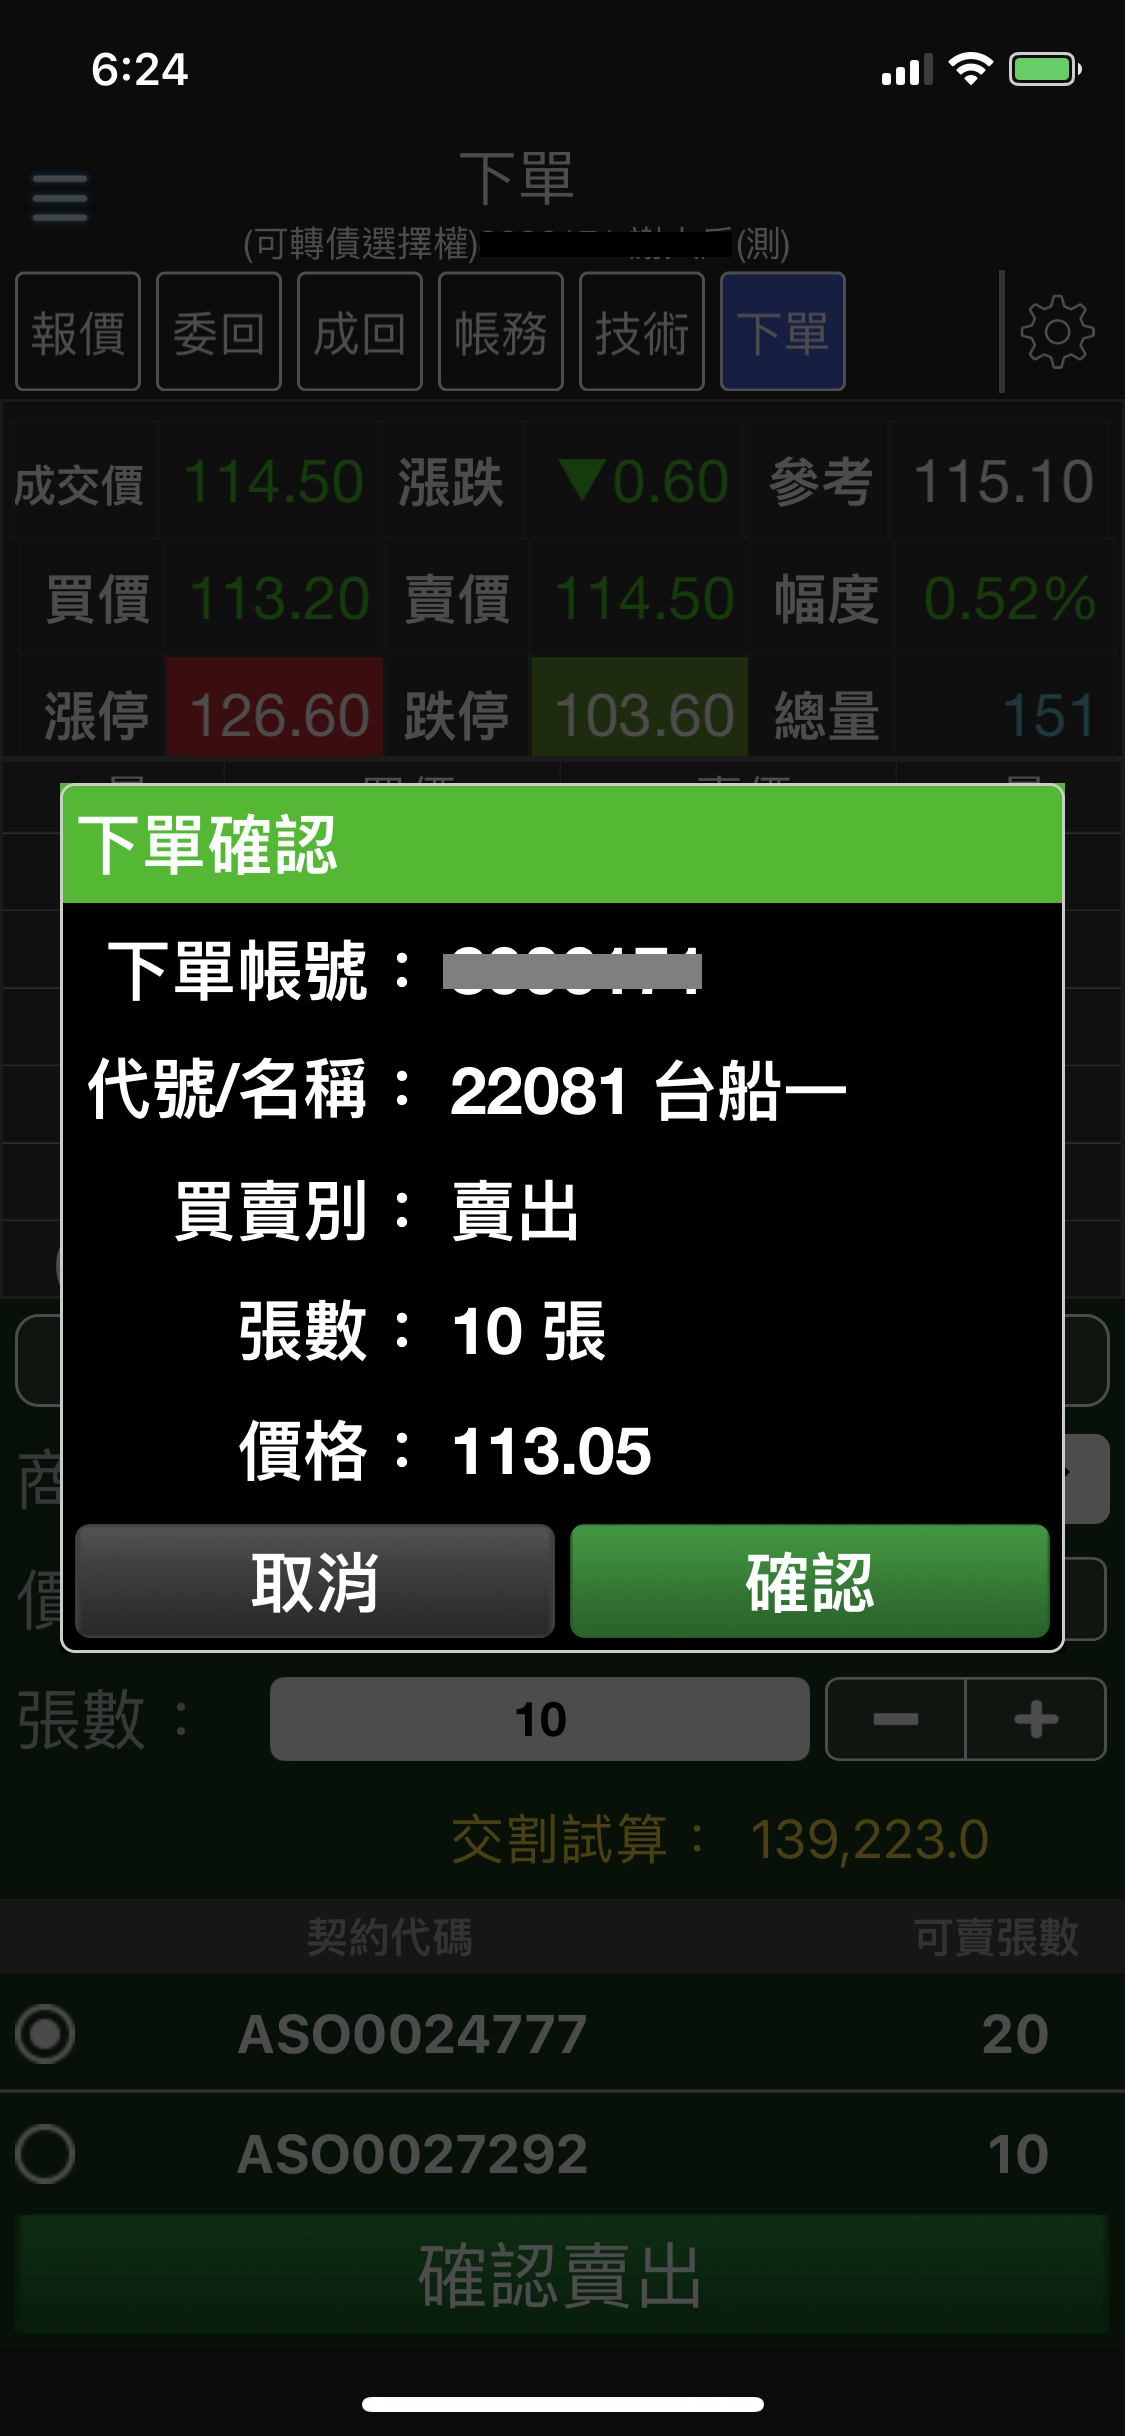 6:24
下單
(可轉債選擇權) (測)
報價 委回 成回 帳務 技術 下單
成交價 114.50 漲跌 ▼0.60 參考 115.10
買價 113.20 賣價 114.50 幅度 0.52%
漲停 126.60 跌停 103.60 總量 151
下單確認
下單帳號：
代號/名稱： 22081 台船一
買賣別： 賣出
張數： 10 張
價格： 113.05
取消 確認
張數： 10 − +
交割試算： 139,223.0
契約代碼 可賣張數
ASO0024777 20
ASO0027292 10
確認賣出